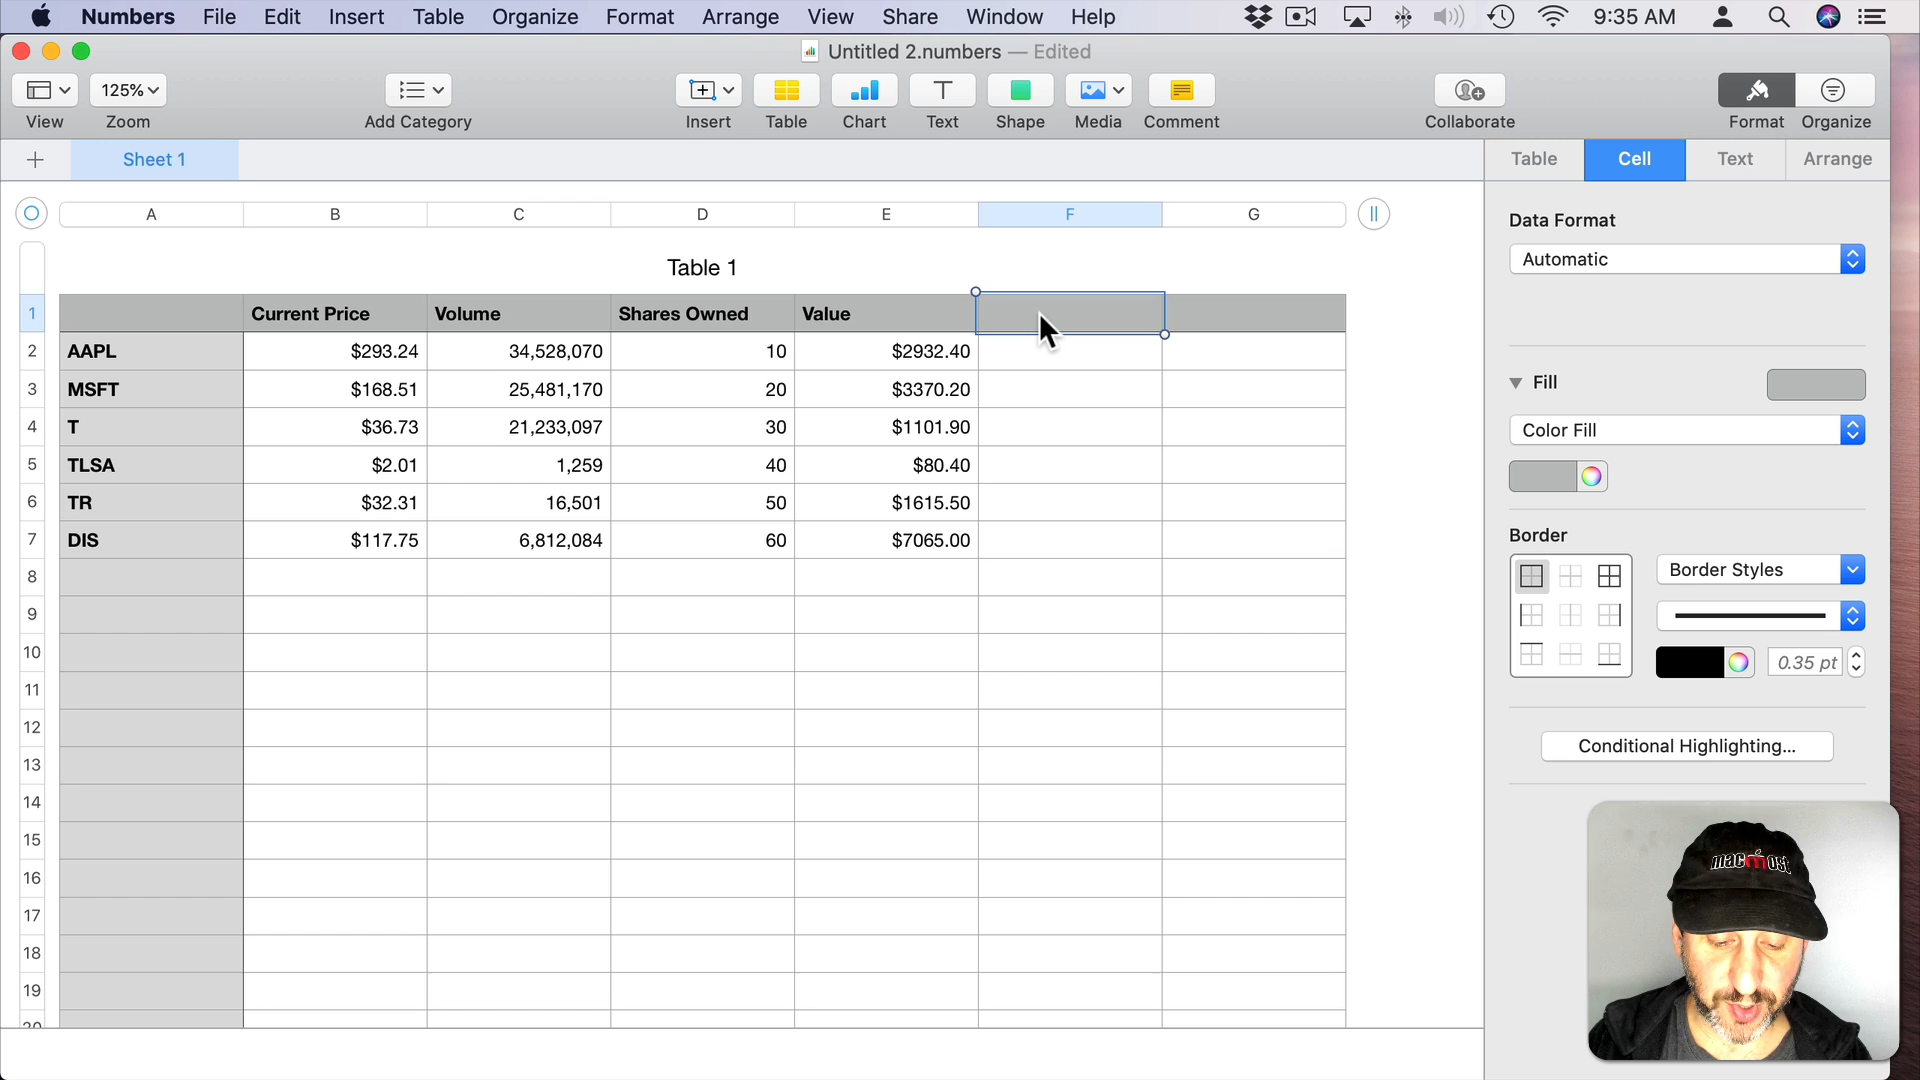 Numbers File Edit Insert Table Organize Format Arrange View Share Window Help 9:35 AM
Untitled 2.numbers — Edited
125%
View Zoom Add Category Insert Table Chart Text Shape Media Comment Collaborate Format Organize
Sheet 1 Table Cell Text Arrange
A B C D E F G
Table 1
1 Current Price Volume Shares Owned Value
2 AAPL $293.24 34,528,070 10 $2932.40
3 MSFT $168.51 25,481,170 20 $3370.20
4 T $36.73 21,233,097 30 $1101.90
5 TLSA $2.01 1,259 40 $80.40
6 TR $32.31 16,501 50 $1615.50
7 DIS $117.75 6,812,084 60 $7065.00
8
9
10
11
12
13
14
15
16
17
18
19
20
Data Format
Automatic
Fill
Color Fill
Border
Border Styles
0.35 pt
Conditional Highlighting...
macmost